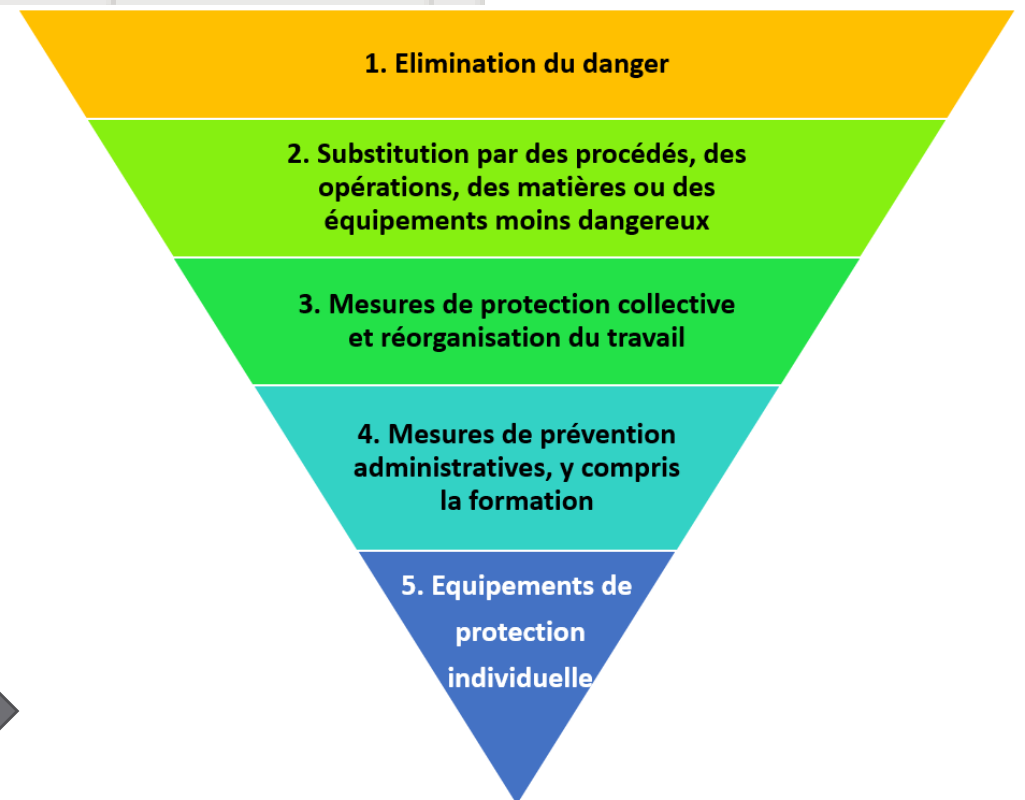 1. Elimination du danger
2. Substitution par des procédés, des
opérations, des matières ou des
équipements moins dangereux
3. Mesures de protection collective
et réorganisation du travail
4. Mesures de prévention
administratives, y compris
la formation
5. Equipements de
protection
individuelle